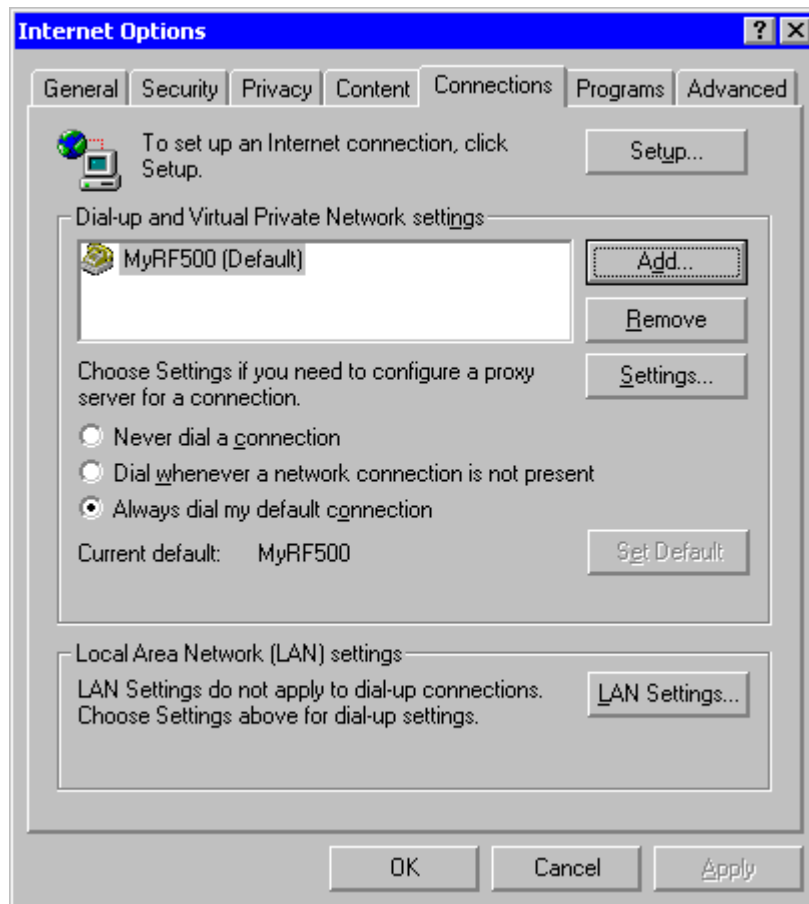 Internet Options
General Security Privacy Content Connections Programs Advanced
To set up an Internet connection, click
Setup.
Setup...
Dial-up and Virtual Private Network settings
MyRF500 (Default)
Add...
Remove
Choose Settings if you need to configure a proxy
server for a connection.
Settings...
Never dial a connection
Dial whenever a network connection is not present
Always dial my default connection
Current default: MyRF500
Set Default
Local Area Network (LAN) settings
LAN Settings do not apply to dial-up connections.
Choose Settings above for dial-up settings.
LAN Settings...
OK Cancel Apply